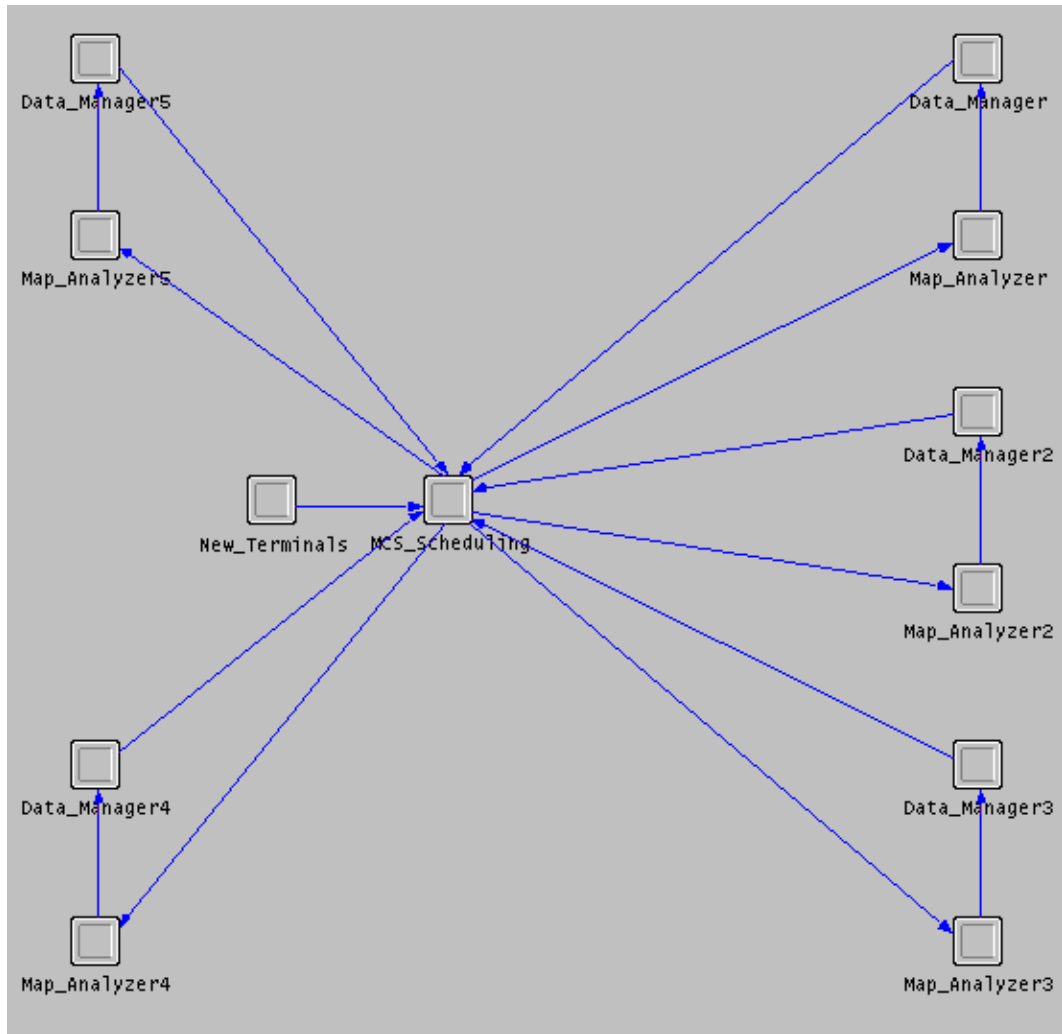 Data_Manager5
Data_Manager
Map_Analyzer5
Map_Analyzer
Data_Manager2
New_Terminals
MCS_Scheduling
Map_Analyzer2
Data_Manager4
Data_Manager3
Map_Analyzer4
Map_Analyzer3